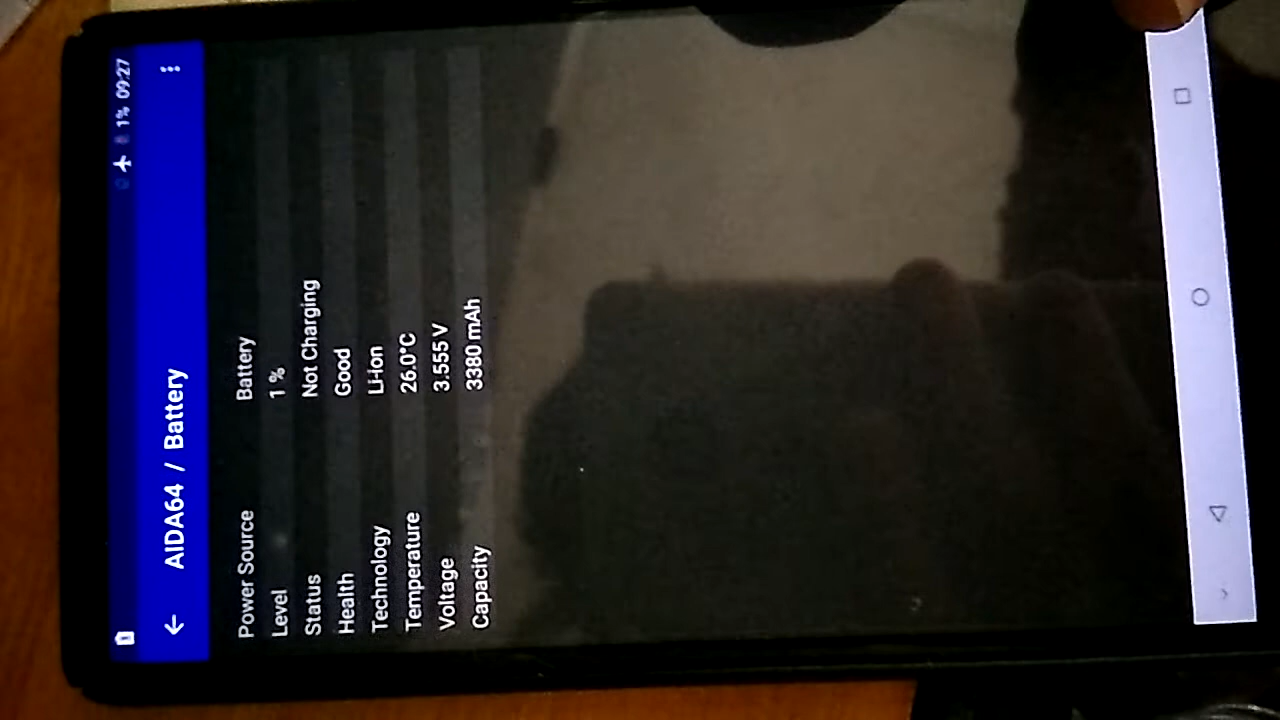 1% 09:27
AIDA64 / Battery
Power Source Battery
Level 1 %
Status Not Charging
Health Good
Technology Li-ion
Temperature 26.0°C
Voltage 3.555 V
Capacity 3380 mAh